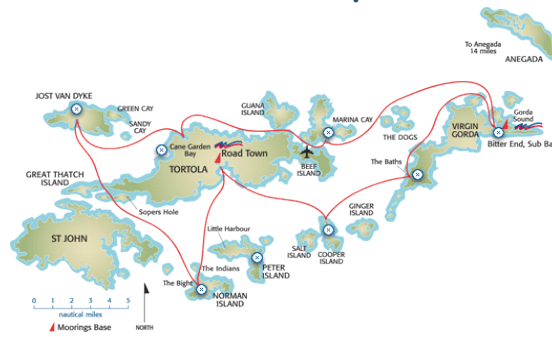 To Anegada
14 miles
ANEGADA
JOST VAN DYKE
GREEN CAY
SANDY
CAY
GUANA
ISLAND
MARINA CAY
THE DOGS
VIRGIN
GORDA
Gorda
Sound
Bitter End, Sub Ba
Cane Garden
Bay
Road Town
TORTOLA
BEEF
ISLAND
The Baths
GREAT THATCH
ISLAND
Sopers Hole
ST JOHN
Little Harbour
GINGER
ISLAND
SALT
ISLAND
COOPER
ISLAND
The Indians
PETER
ISLAND
The Bight
NORMAN
ISLAND
0 1 2 3 4 5
nautical miles
Moorings Base
NORTH